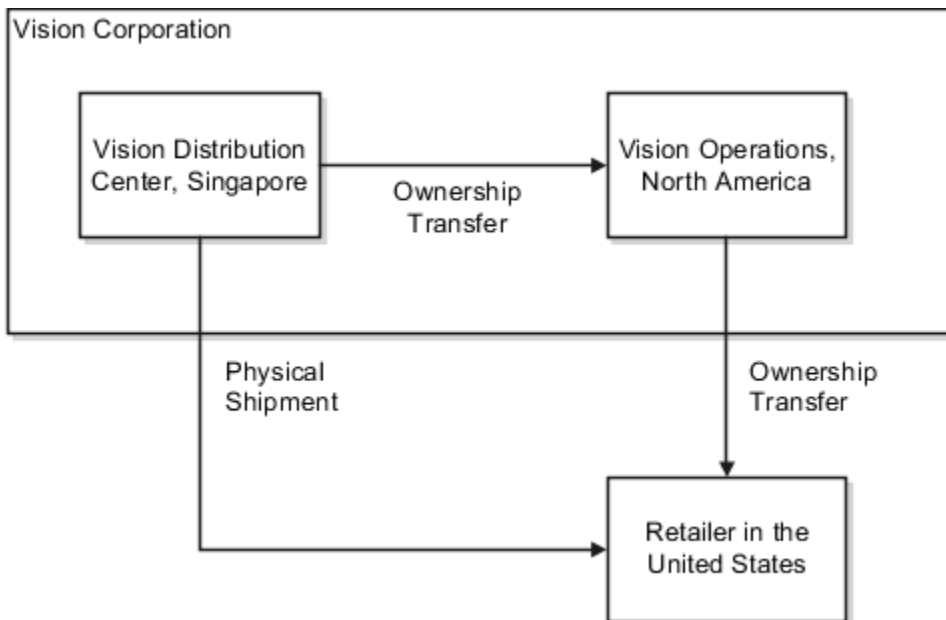 Vision Corporation
Vision Distribution
Center, Singapore
Ownership
Transfer
Vision Operations,
North America
Physical
Shipment
Ownership
Transfer
Retailer in the
United States